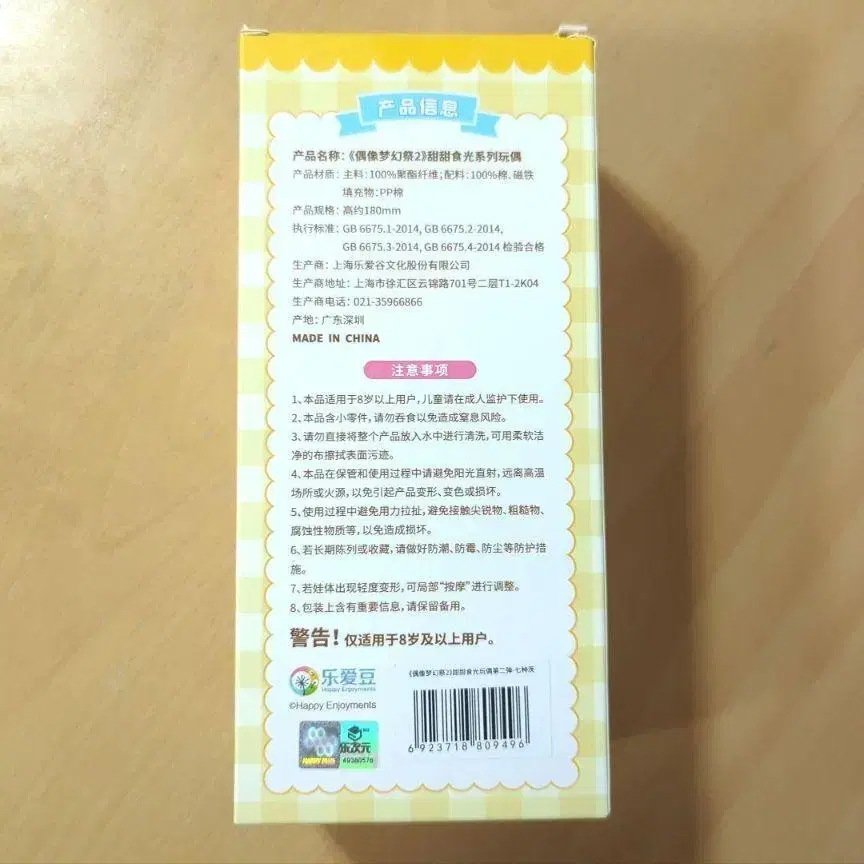 产品信息
产品名称:《偶像梦幻祭2》甜甜食光系列玩偶
产品材质: 主料:100%聚酯纤维;配料:100%棉、磁铁
填充物:PP棉
产品规格: 高约180mm
执行标准: GB 6675.1-2014, GB 6675.2-2014,
GB 6675.3-2014, GB 6675.4-2014 检验合格
生产商: 上海乐爱谷文化股份有限公司
生产商地址: 上海市徐汇区云锦路701号二层T1-2K04
生产商电话: 021-35966866
产地: 广东深圳
MADE IN CHINA
注意事项
1、本品适用于8岁以上用户,儿童请在成人监护下使用。
2、本品含小零件,请勿吞食以免造成窒息风险。
3、请勿直接将整个产品放入水中进行清洗,可用柔软洁
净的布擦拭表面污迹。
4、本品在保管和使用过程中请避免阳光直射,远离高温
场所或火源,以免引起产品变形、变色或损坏。
5、使用过程中避免用力拉扯,避免接触尖锐物、粗糙物、
腐蚀性物质等,以免造成损坏。
6、若长期陈列或收藏,请做好防潮、防霉、防尘等防护措
施。
7、若娃体出现轻度变形,可局部“按摩”进行调整。
8、包装上含有重要信息,请保留备用。
警告! 仅适用于8岁及以上用户。
乐爱豆
Happy Enjoyments
©Happy Enjoyments
《偶像梦幻祭2》甜甜食光玩偶第二弹-七种茨
6 923718 809496
乐次元
4938057